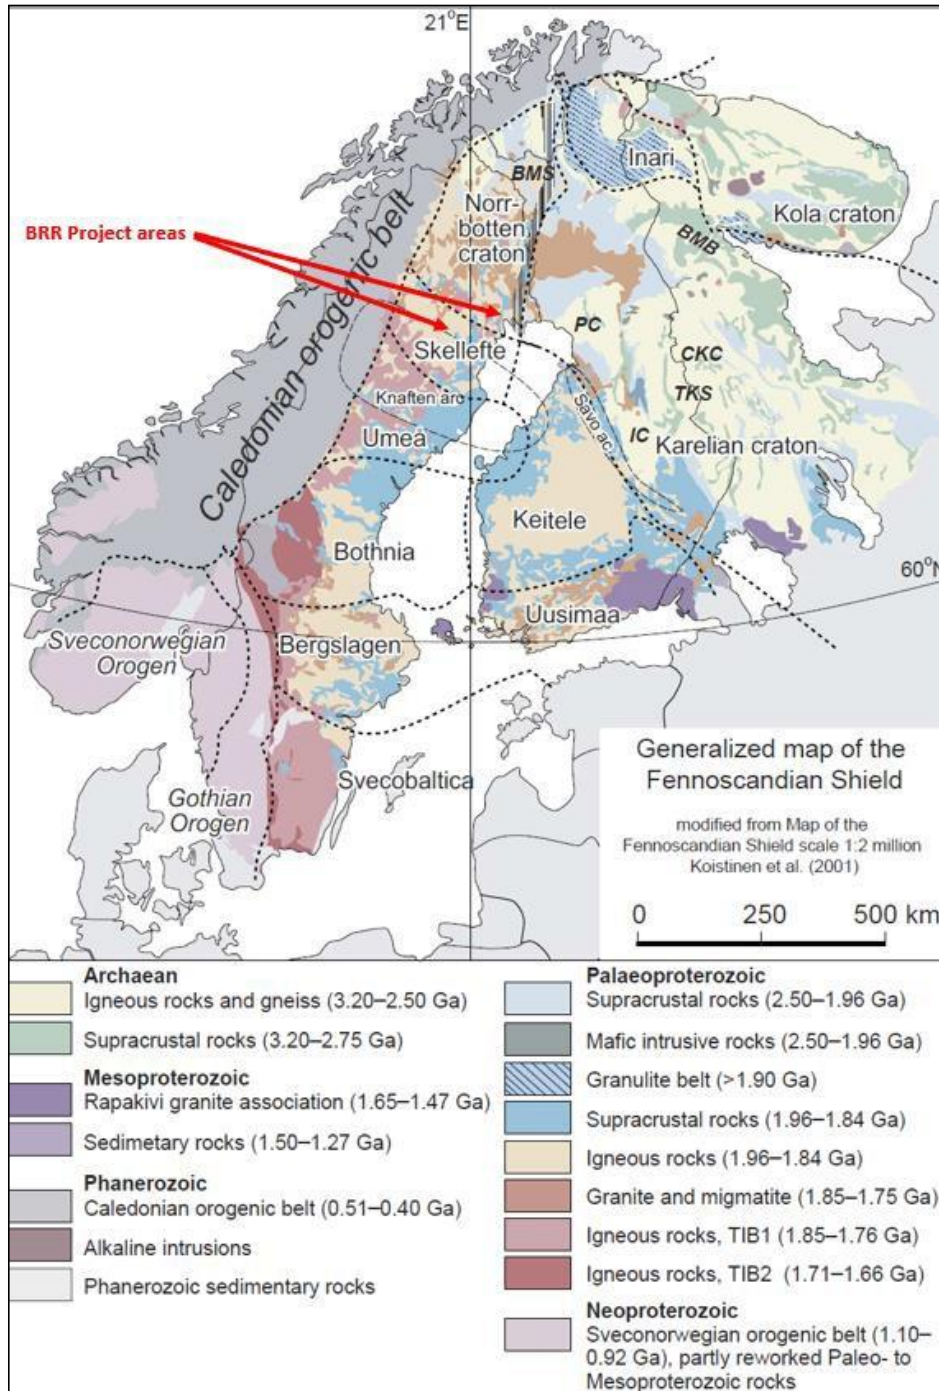 21°E
BRR Project areas
Caledonian orogenic belt
BMS
Norr-
botten
craton
Inari
Kola craton
BMB
Skellefte
PC
CKC
Knaften arc
Savo ac.
TKS
Umeå
IC
Karelian craton
Keitele
Bothnia
60°N
Uusimaa
Sveconorwegian
Orogen
Bergslagen
Svecobaltica
Gothian
Orogen
Generalized map of the
Fennoscandian Shield
modified from Map of the
Fennoscandian Shield scale 1:2 million
Koistinen et al. (2001)
0 250 500 km
Archaean
Igneous rocks and gneiss (3.20–2.50 Ga)
Supracrustal rocks (3.20–2.75 Ga)
Mesoproterozoic
Rapakivi granite association (1.65–1.47 Ga)
Sedimetary rocks (1.50–1.27 Ga)
Phanerozoic
Caledonian orogenic belt (0.51–0.40 Ga)
Alkaline intrusions
Phanerozoic sedimentary rocks
Palaeoproterozoic
Supracrustal rocks (2.50–1.96 Ga)
Mafic intrusive rocks (2.50–1.96 Ga)
Granulite belt (>1.90 Ga)
Supracrustal rocks (1.96–1.84 Ga)
Igneous rocks (1.96–1.84 Ga)
Granite and migmatite (1.85–1.75 Ga)
Igneous rocks, TIB1 (1.85–1.76 Ga)
Igneous rocks, TIB2 (1.71–1.66 Ga)
Neoproterozoic
Sveconorwegian orogenic belt (1.10–
0.92 Ga), partly reworked Paleo- to
Mesoproterozoic rocks